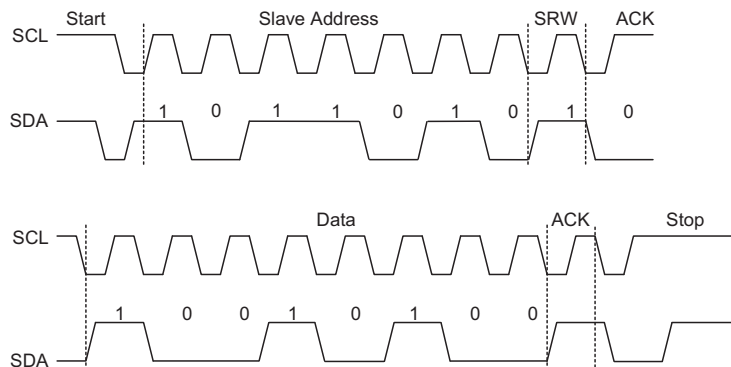 Start Slave Address SRW ACK
SCL
1 0 1 1 0 1 0 1 0
SDA
Data ACK Stop
SCL
1 0 0 1 0 1 0 0
SDA